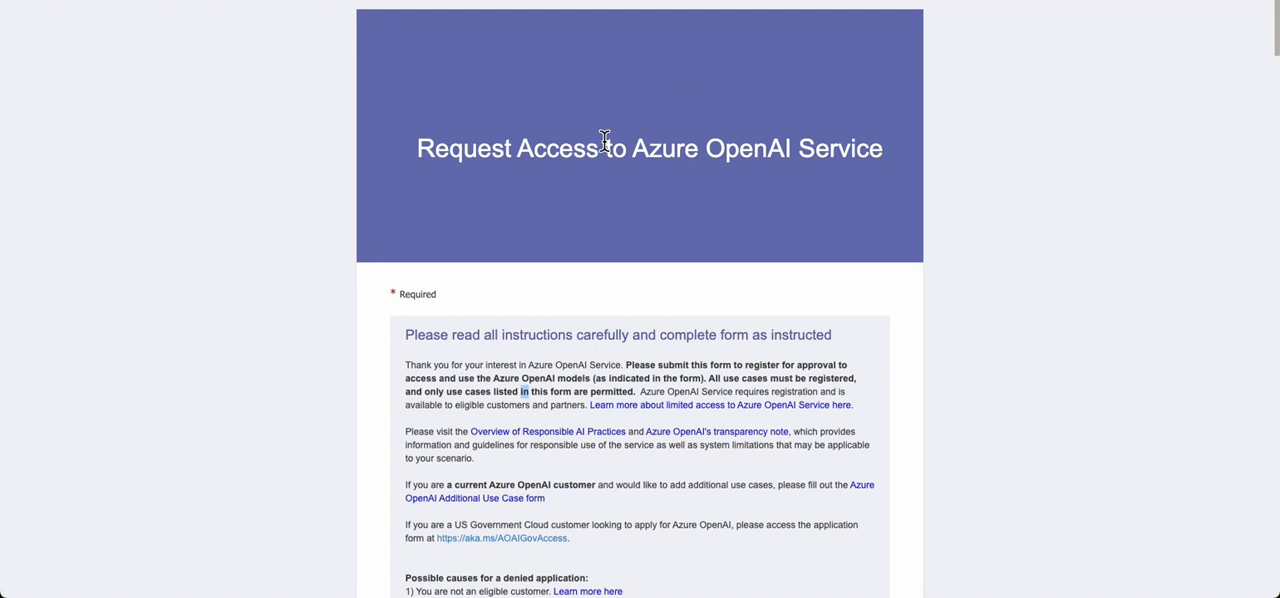 Request Access to Azure OpenAI Service
* Required
Please read all instructions carefully and complete form as instructed
Thank you for your interest in Azure OpenAI Service. Please submit this form to register for approval to
access and use the Azure OpenAI models (as indicated in the form). All use cases must be registered,
and only use cases listed in this form are permitted. Azure OpenAI Service requires registration and is
available to eligible customers and partners. Learn more about limited access to Azure OpenAI Service here.
Please visit the Overview of Responsible AI Practices and Azure OpenAI's transparency note, which provides
information and guidelines for responsible use of the service as well as system limitations that may be applicable
to your scenario.
If you are a current Azure OpenAI customer and would like to add additional use cases, please fill out the Azure
OpenAI Additional Use Case form
If you are a US Government Cloud customer looking to apply for Azure OpenAI, please access the application
form at https://aka.ms/AOAIGovAccess.
Possible causes for a denied application:
1) You are not an eligible customer. Learn more here